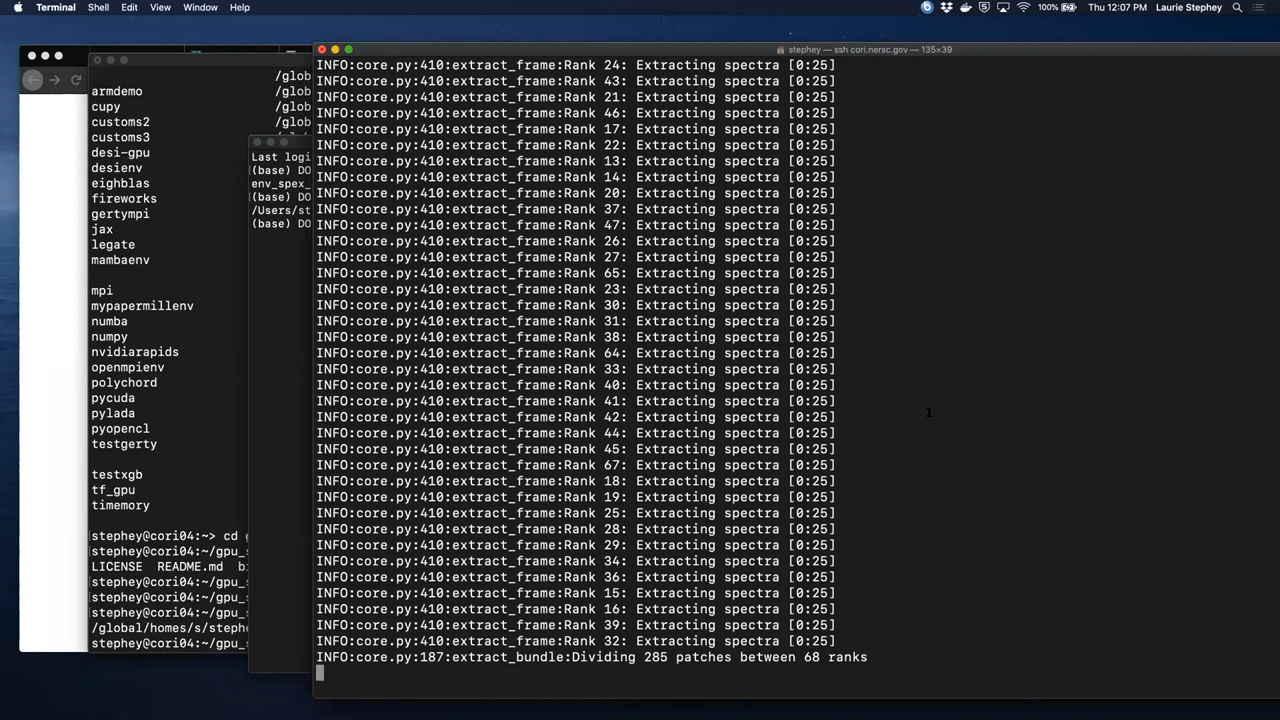 Terminal Shell Edit View Window Help 100% Thu 12:07 PM Laurie Stephey
stephey — ssh cori.nersc.gov — 135×39
/glob
armdemo /glob
cupy /glob
customs2 /glob
customs3
desi-gpu
desienv
eighblas
fireworks
gertympi
jax
legate
mambaenv
mpi
mypapermillenv
numba
numpy
nvidiarapids
openmpienv
polychord
pycuda
pylada
pyopencl
testgerty
testxgb
tf_gpu
timemory
[stephey@cori04:~> cd g
[stephey@cori04:~/gpu_s
LICENSE README.md b
[stephey@cori04:~/gpu_s
[stephey@cori04:~/gpu_s
[stephey@cori04:~/gpu_s
/global/homes/s/steph
stephey@cori04:~/gpu_s
Last logi
(base) DO
env_spex_
(base) DO
/Users/st
(base) DO
INFO:core.py:410:extract_frame:Rank 24: Extracting spectra [0:25]
INFO:core.py:410:extract_frame:Rank 43: Extracting spectra [0:25]
INFO:core.py:410:extract_frame:Rank 21: Extracting spectra [0:25]
INFO:core.py:410:extract_frame:Rank 46: Extracting spectra [0:25]
INFO:core.py:410:extract_frame:Rank 17: Extracting spectra [0:25]
INFO:core.py:410:extract_frame:Rank 22: Extracting spectra [0:25]
INFO:core.py:410:extract_frame:Rank 13: Extracting spectra [0:25]
INFO:core.py:410:extract_frame:Rank 14: Extracting spectra [0:25]
INFO:core.py:410:extract_frame:Rank 20: Extracting spectra [0:25]
INFO:core.py:410:extract_frame:Rank 37: Extracting spectra [0:25]
INFO:core.py:410:extract_frame:Rank 47: Extracting spectra [0:25]
INFO:core.py:410:extract_frame:Rank 26: Extracting spectra [0:25]
INFO:core.py:410:extract_frame:Rank 27: Extracting spectra [0:25]
INFO:core.py:410:extract_frame:Rank 65: Extracting spectra [0:25]
INFO:core.py:410:extract_frame:Rank 23: Extracting spectra [0:25]
INFO:core.py:410:extract_frame:Rank 30: Extracting spectra [0:25]
INFO:core.py:410:extract_frame:Rank 31: Extracting spectra [0:25]
INFO:core.py:410:extract_frame:Rank 38: Extracting spectra [0:25]
INFO:core.py:410:extract_frame:Rank 64: Extracting spectra [0:25]
INFO:core.py:410:extract_frame:Rank 33: Extracting spectra [0:25]
INFO:core.py:410:extract_frame:Rank 40: Extracting spectra [0:25]
INFO:core.py:410:extract_frame:Rank 41: Extracting spectra [0:25]
INFO:core.py:410:extract_frame:Rank 42: Extracting spectra [0:25]
INFO:core.py:410:extract_frame:Rank 44: Extracting spectra [0:25]
INFO:core.py:410:extract_frame:Rank 45: Extracting spectra [0:25]
INFO:core.py:410:extract_frame:Rank 67: Extracting spectra [0:25]
INFO:core.py:410:extract_frame:Rank 18: Extracting spectra [0:25]
INFO:core.py:410:extract_frame:Rank 19: Extracting spectra [0:25]
INFO:core.py:410:extract_frame:Rank 25: Extracting spectra [0:25]
INFO:core.py:410:extract_frame:Rank 28: Extracting spectra [0:25]
INFO:core.py:410:extract_frame:Rank 29: Extracting spectra [0:25]
INFO:core.py:410:extract_frame:Rank 34: Extracting spectra [0:25]
INFO:core.py:410:extract_frame:Rank 36: Extracting spectra [0:25]
INFO:core.py:410:extract_frame:Rank 15: Extracting spectra [0:25]
INFO:core.py:410:extract_frame:Rank 16: Extracting spectra [0:25]
INFO:core.py:410:extract_frame:Rank 39: Extracting spectra [0:25]
INFO:core.py:410:extract_frame:Rank 32: Extracting spectra [0:25]
INFO:core.py:187:extract_bundle:Dividing 285 patches between 68 ranks